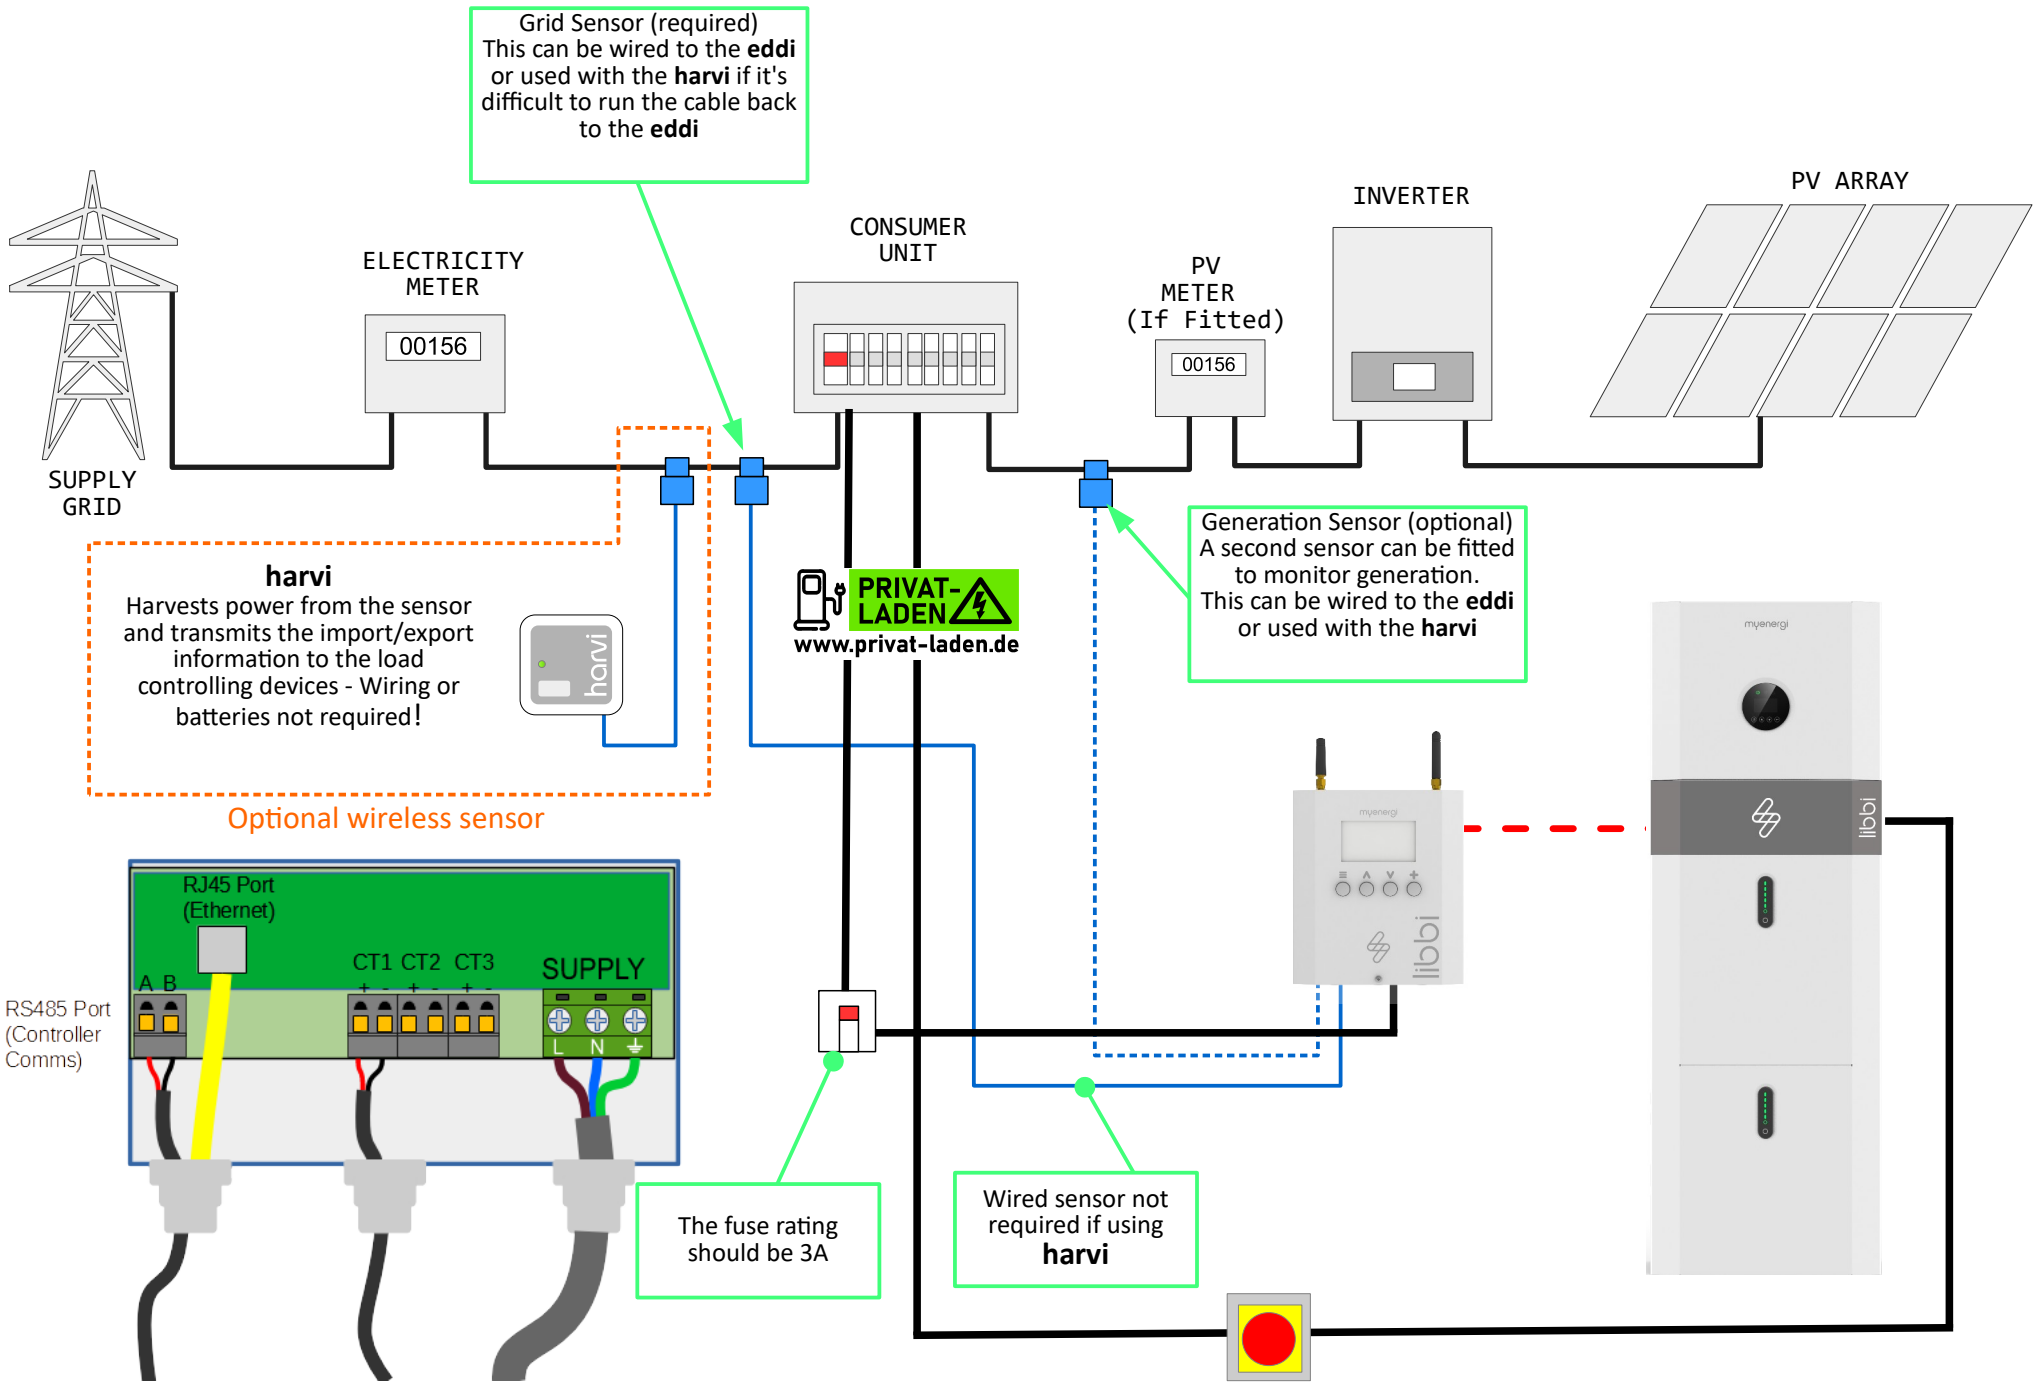 Grid Sensor (required)
This can be wired to the eddi
or used with the harvi if it's
difficult to run the cable back
to the eddi
SUPPLY
GRID
ELECTRICITY
METER
00156
CONSUMER
UNIT
PV
METER
(If Fitted)
00156
INVERTER
PV ARRAY
Generation Sensor (optional)
A second sensor can be fitted
to monitor generation.
This can be wired to the eddi
or used with the harvi
harvi
Harvests power from the sensor
and transmits the import/export
information to the load
controlling devices - Wiring or
batteries not required!
harvi
Optional wireless sensor
PRIVAT-
LADEN
www.privat-laden.de
myenergi
libbi
myenergi
libbi
RJ45 Port
(Ethernet)
A B
CT1 CT2 CT3
+ - + - + -
SUPPLY
L N
RS485 Port
(Controller
Comms)
The fuse rating
should be 3A
Wired sensor not
required if using
harvi